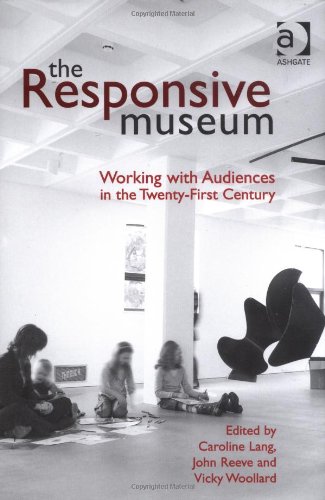 a
ASHGATE
the
Responsive
museum
Working with Audiences
in the Twenty-First Century
Edited by
Caroline Lang,
John Reeve and
Vicky Woollard